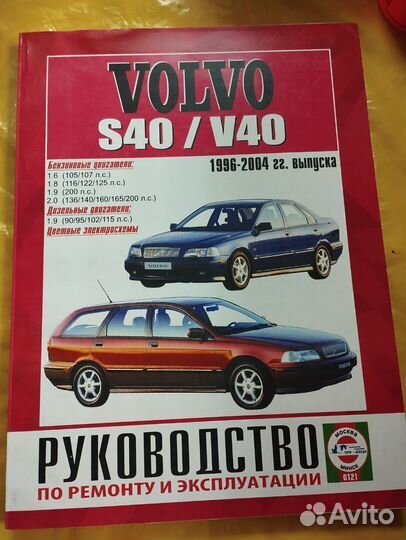 VOLVO
S40 / V40
1996-2004 гг. выпуска
Бензиновые двигатели:
1.6 (105/107 л.с.)
1.8 (116/122/125 л.с.)
1.9 (200 л.с.)
2.0 (136/140/160/165/200 л.с.)
Дизельные двигатели:
1.9 (90/95/102/115 л.с.)
Цветные электросхемы
VOLVO
РУКОВОДСТВО
ПО РЕМОНТУ И ЭКСПЛУАТАЦИИ
МОСКВА
МИНСК
0121
Avito